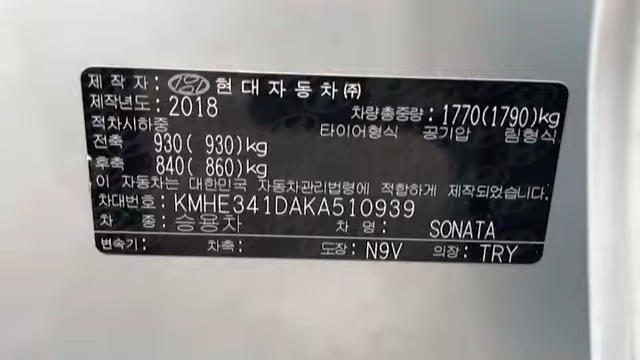 제 작 자: 현대자동차㈜
제작년도: 2018 차량총중량: 1770(1790)kg
적차시하중 타이어형식 공기압 림형식
전축 930( 930)kg
후축 840( 860)kg
이 자동차는 대한민국 자동차관리법령에 적합하게 제작되었습니다.
차대번호: KMHE341DAKA510939
차 종: 승용차 차 명: SONATA
변속기: 차축: 도장: N9V 의장: TRY